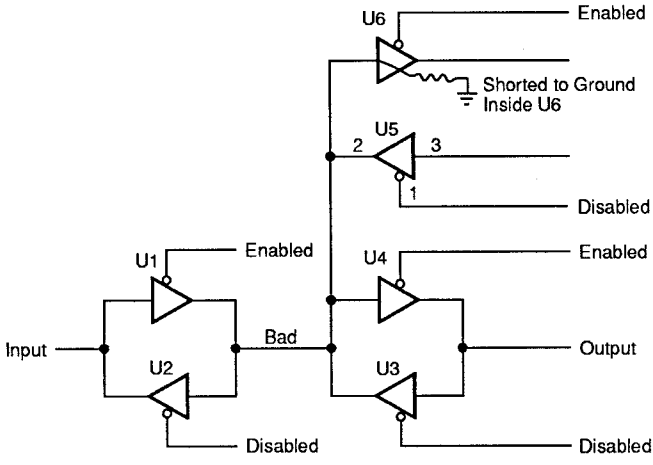 U6
Enabled
Shorted to Ground
Inside U6
U5
2
3
1
Disabled
U1
Enabled
U4
Enabled
Input
Bad
Output
U2
U3
Disabled
Disabled